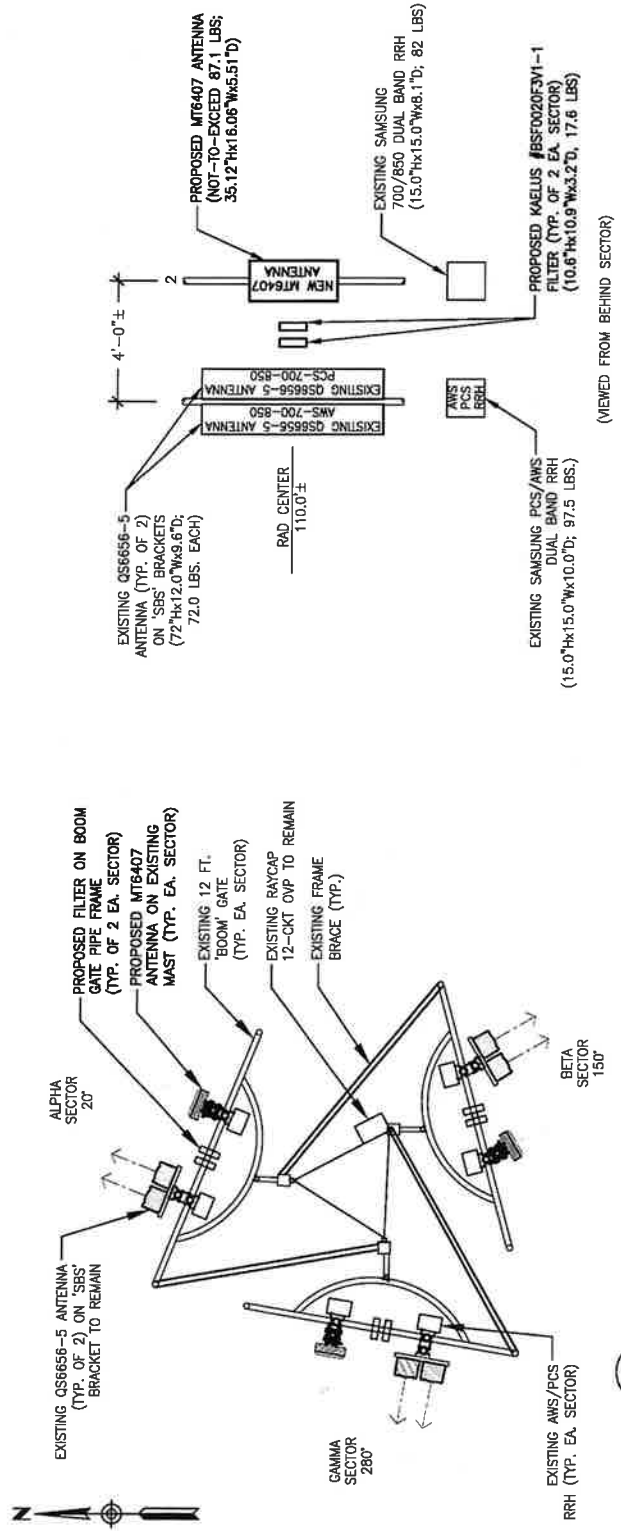 N
EXISTING QS6656-5 ANTENNA
(TYP. OF 2) ON 'SBS'
BRACKET TO REMAIN
ALPHA
SECTOR
20°
PROPOSED FILTER ON BOOM
GATE PIPE FRAME
(TYP. OF 2 EA. SECTOR)
PROPOSED MT6407
ANTENNA ON EXISTING
MAST (TYP. EA. SECTOR)
EXISTING 12 FT.
'BOOM' GATE
(TYP. EA. SECTOR)
EXISTING RAYCAP
12-CKT OVP TO REMAIN
EXISTING FRAME
BRACE (TYP.)
BETA
SECTOR
150°
GAMMA
SECTOR
280°
EXISTING AWS/PCS
RRH (TYP. EA. SECTOR)
EXISTING QS6656-5
ANTENNA (TYP. OF 2)
ON 'SBS' BRACKETS
(72"Hx12.0"Wx9.6"D;
72.0 LBS. EACH)
4'-0"±
2
PROPOSED MT6407 ANTENNA
(NOT-TO-EXCEED 87.1 LBS;
35.12"Hx16.06"Wx5.51"D)
EXISTING QS6656-5 ANTENNA
AWS-700-850
EXISTING QS6656-5 ANTENNA
PCS-700-850
NEW MT6407
ANTENNA
RAD CENTER
110.0'±
AWS
PCS
RRH
EXISTING SAMSUNG
700/850 DUAL BAND RRH
(15.0"Hx15.0"Wx8.1"D; 82 LBS)
EXISTING SAMSUNG PCS/AWS
DUAL BAND RRH
(15.0"Hx15.0"Wx10.0"D; 97.5 LBS.)
PROPOSED KAELUS #BSF0020F3V1-1
FILTER (TYP. OF 2 EA. SECTOR)
(10.6"Hx10.9"Wx3.2"D, 17.6 LBS)
(VIEWED FROM BEHIND SECTOR)